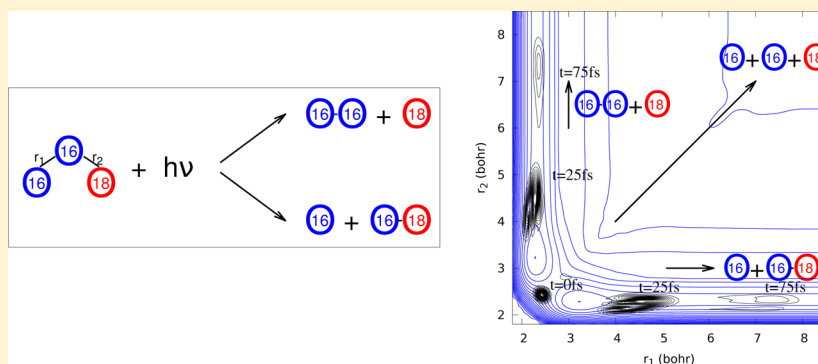 16-16 + 18
16
r1 r2
16 18
+ hν
16 + 16-18
8
7
6
5
4
3
2
r2 (bohr)
16 + 16 + 18
t=75fs
16-16 + 18
t=25fs
16 + 16-18
t=0fs t=25fs t=75fs
2 3 4 5 6 7 8
r1 (bohr)